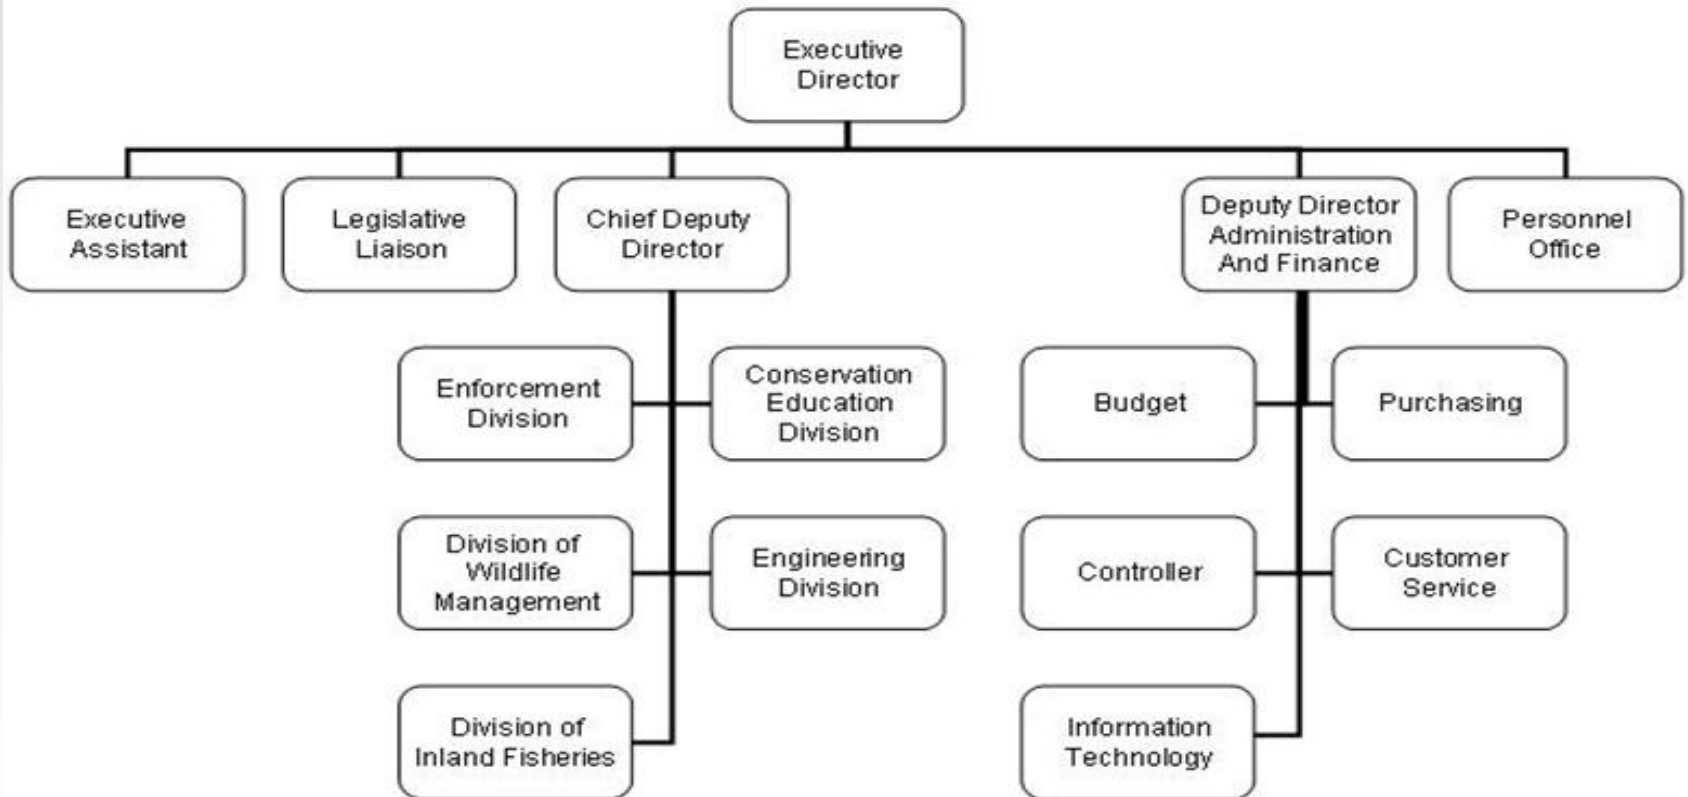 Executive
Director
Executive
Assistant
Legislative
Liaison
Chief Deputy
Director
Deputy Director
Administration
And Finance
Personnel
Office
Enforcement
Division
Conservation
Education
Division
Budget
Purchasing
Division of
Wildlife
Management
Engineering
Division
Controller
Customer
Service
Division of
Inland Fisheries
Information
Technology